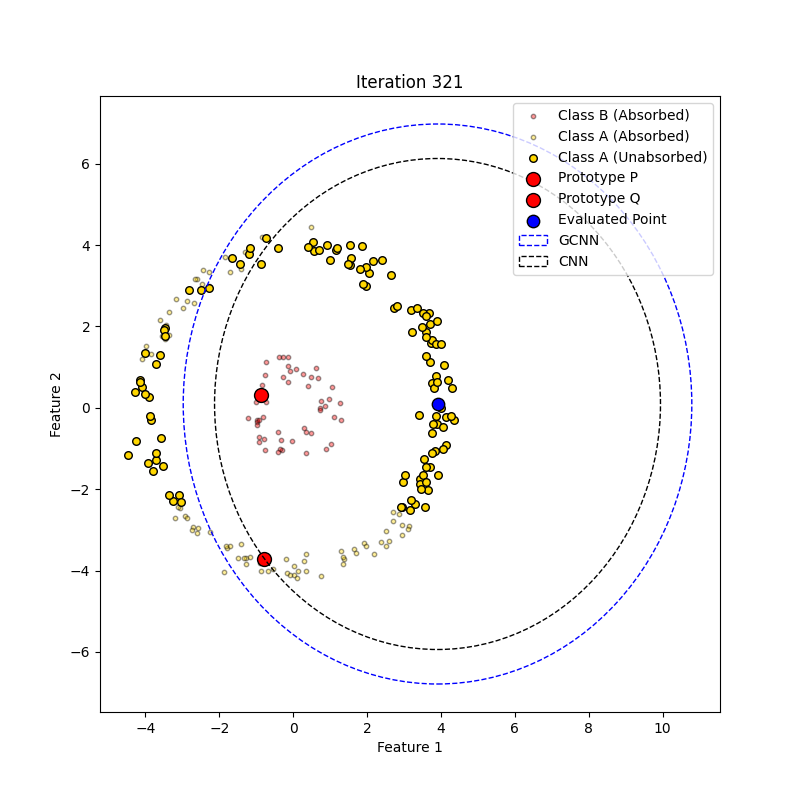 Iteration 321
Class B (Absorbed)
Class A (Absorbed)
Class A (Unabsorbed)
Prototype P
Prototype Q
Evaluated Point
GCNN
CNN
Feature 2
6
4
2
0
−2
−4
−6
−4
−2
0
2
4
6
8
10
Feature 1